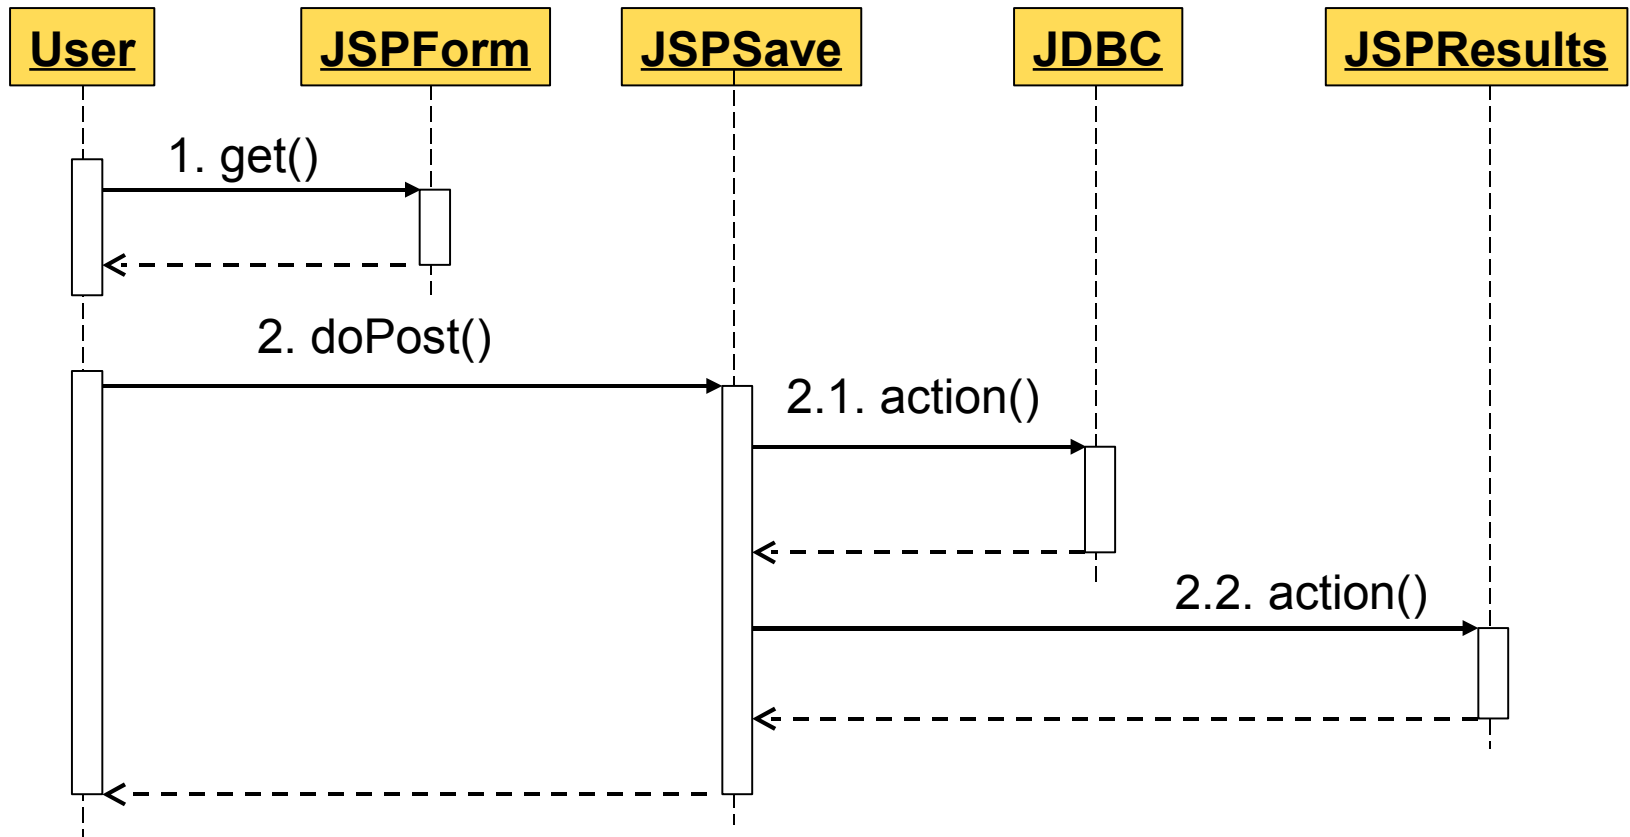 User
JSPForm
JSPSave
JDBC
JSPResults
1. get()
2. doPost()
2.1. action()
2.2. action()